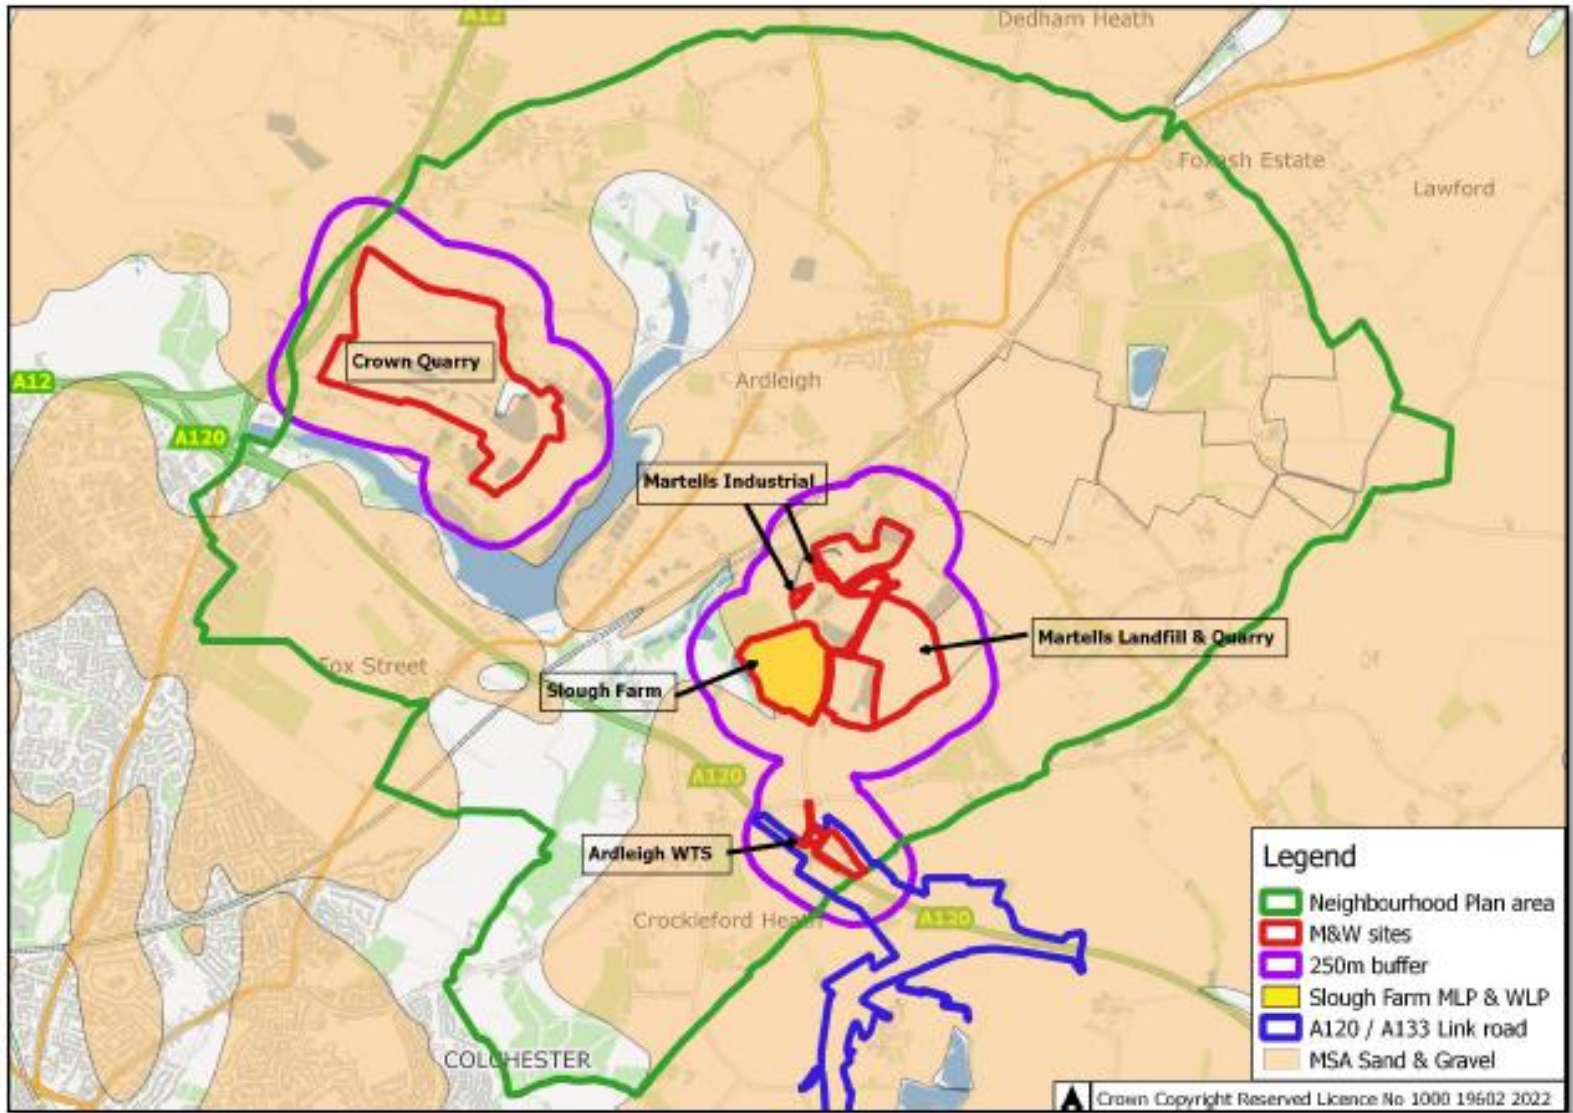 A12
Dedham Heath
Foxash Estate
Lawford
Crown Quarry
A12
Ardleigh
A120
Martells Industrial
Martells Landfill & Quarry
Fox Street
Slough Farm
A120
Ardleigh WTS
Crockleford Heath
A120
COLCHESTER
Legend
Neighbourhood Plan area
M&W sites
250m buffer
Slough Farm MLP & WLP
A120 / A133 Link road
MSA Sand & Gravel
Crown Copyright Reserved Licence No 1000 19602 2022